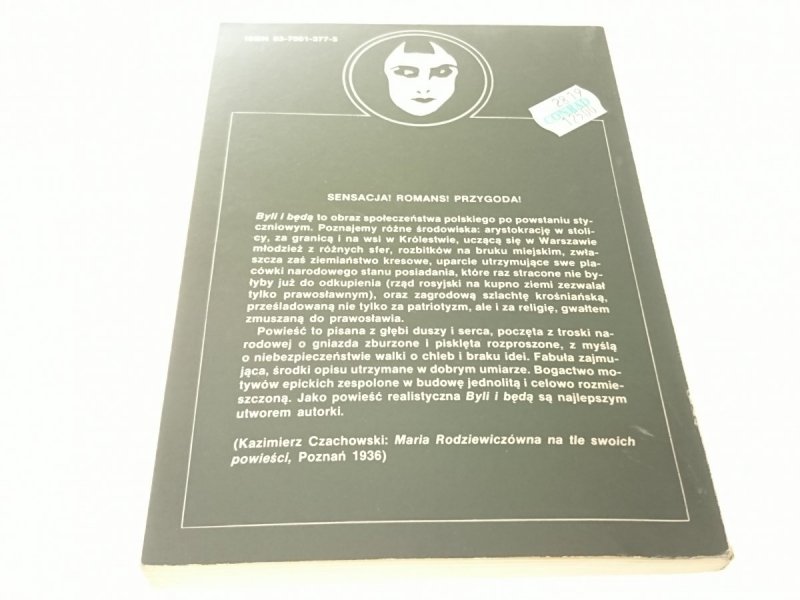 ISBN 83-7001-377-5
2x19
COSMAR
12500
SENSACJA! ROMANS! PRZYGODA!
Byli i będą to obraz społeczeństwa polskiego po powstaniu sty-
czniowym. Poznajemy różne środowiska: arystokrację w stoli-
cy, za granicą i na wsi w Królestwie, uczącą się w Warszawie
młodzież z różnych sfer, rozbitków na bruku miejskim, zwła-
szcza zaś ziemiaństwo kresowe, uparcie utrzymujące swe pla-
cówki narodowego stanu posiadania, które raz stracone nie by-
łyby już do odkupienia (rząd rosyjski na kupno ziemi zezwalał
tylko prawosławnym), oraz zagrodową szlachtę krośniańską,
prześladowaną nie tylko za patriotyzm, ale i za religię, gwałtem
zmuszaną do prawosławia.
Powieść to pisana z głębi duszy i serca, poczęta z troski na-
rodowej o gniazda zburzone i pisklęta rozproszone, z myślą
o niebezpieczeństwie walki o chleb i braku idei. Fabuła zajmu-
jąca, środki opisu utrzymane w dobrym umiarze. Bogactwo mo-
tywów epickich zespolone w budowę jednolitą i celowo rozmie-
szczoną. Jako powieść realistyczna Byli i będą są najlepszym
utworem autorki.
(Kazimierz Czachowski: Maria Rodziewiczówna na tle swoich
powieści, Poznań 1936)